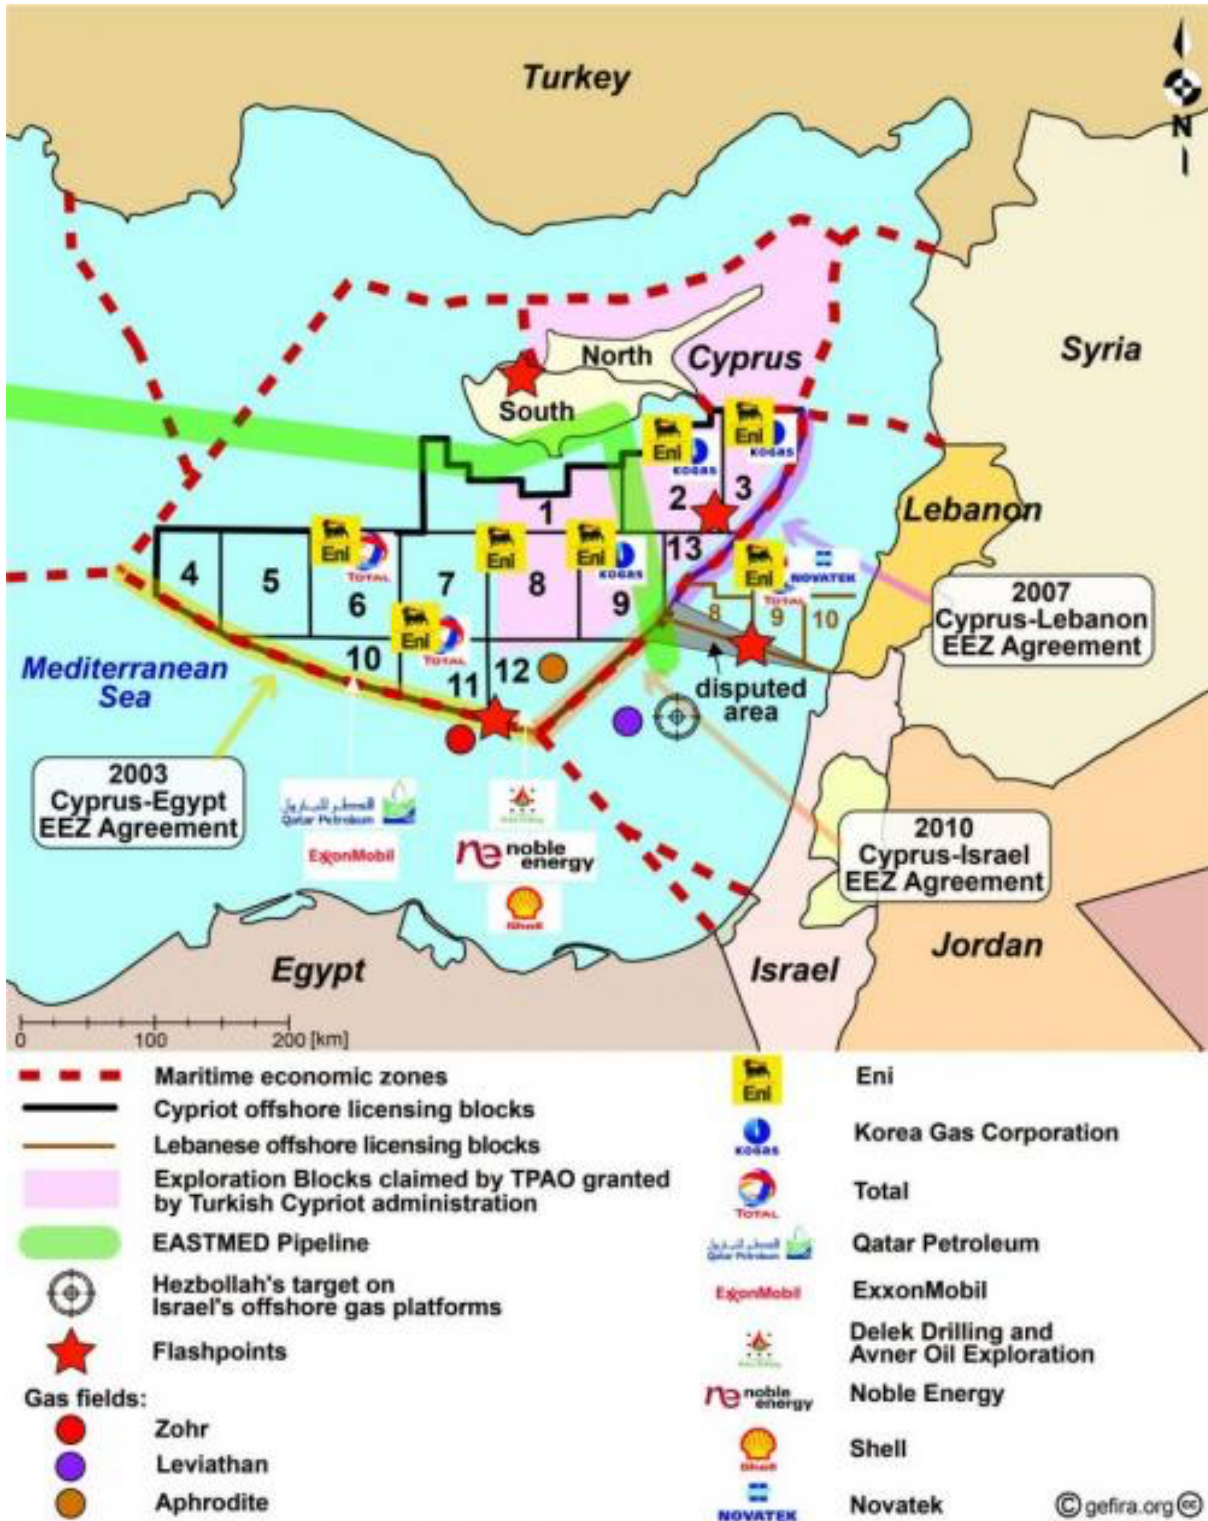 Turkey
N
Syria
North
Cyprus
South
Eni
KOGAS
Eni
KOGAS
2
3
1
Lebanon
Eni
TOTAL
Eni
Eni
KOGAS
13
Eni
TOTAL
NOVATEK
4
5
6
7
8
9
8
9
10
Eni
TOTAL
2007
Cyprus-Lebanon
EEZ Agreement
Mediterranean
Sea
10
11
12
disputed
area
2003
Cyprus-Egypt
EEZ Agreement
Qatar Petroleum
ExxonMobil
noble
energy
Shell
2010
Cyprus-Israel
EEZ Agreement
Egypt
Israel
Jordan
0 100 200 [km]
Maritime economic zones
Cypriot offshore licensing blocks
Lebanese offshore licensing blocks
Exploration Blocks claimed by TPAO granted
by Turkish Cypriot administration
EASTMED Pipeline
Hezbollah's target on
Israel's offshore gas platforms
Flashpoints
Gas fields:
Zohr
Leviathan
Aphrodite
Eni Eni
KOGAS Korea Gas Corporation
TOTAL Total
Qatar Petroleum Qatar Petroleum
ExxonMobil ExxonMobil
Delek Drilling and
Avner Oil Exploration
noble energy Noble Energy
Shell Shell
NOVATEK Novatek
© gefira.org cc